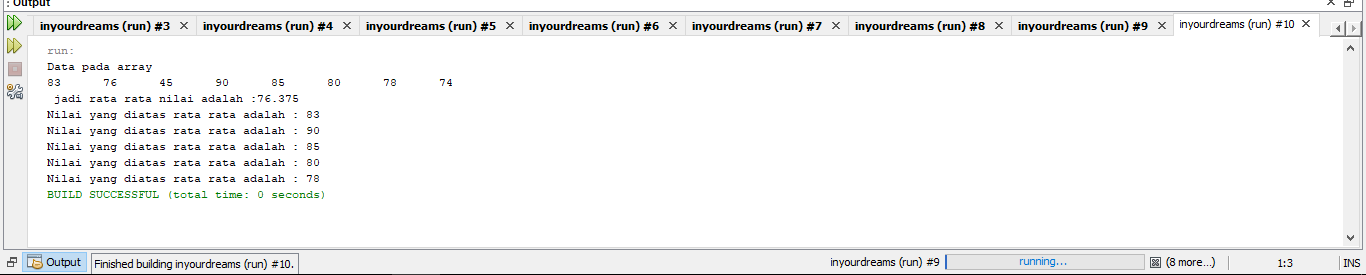 Output
inyourdreams (run) #3 inyourdreams (run) #4 inyourdreams (run) #5 inyourdreams (run) #6 inyourdreams (run) #7 inyourdreams (run) #8 inyourdreams (run) #9 inyourdreams (run) #10
run:
Data pada array
83 76 45 90 85 80 78 74
jadi rata rata nilai adalah :76.375
Nilai yang diatas rata rata adalah : 83
Nilai yang diatas rata rata adalah : 90
Nilai yang diatas rata rata adalah : 85
Nilai yang diatas rata rata adalah : 80
Nilai yang diatas rata rata adalah : 78
BUILD SUCCESSFUL (total time: 0 seconds)
Output Finished building inyourdreams (run) #10. inyourdreams (run) #9 running... (8 more...) 1:3 INS